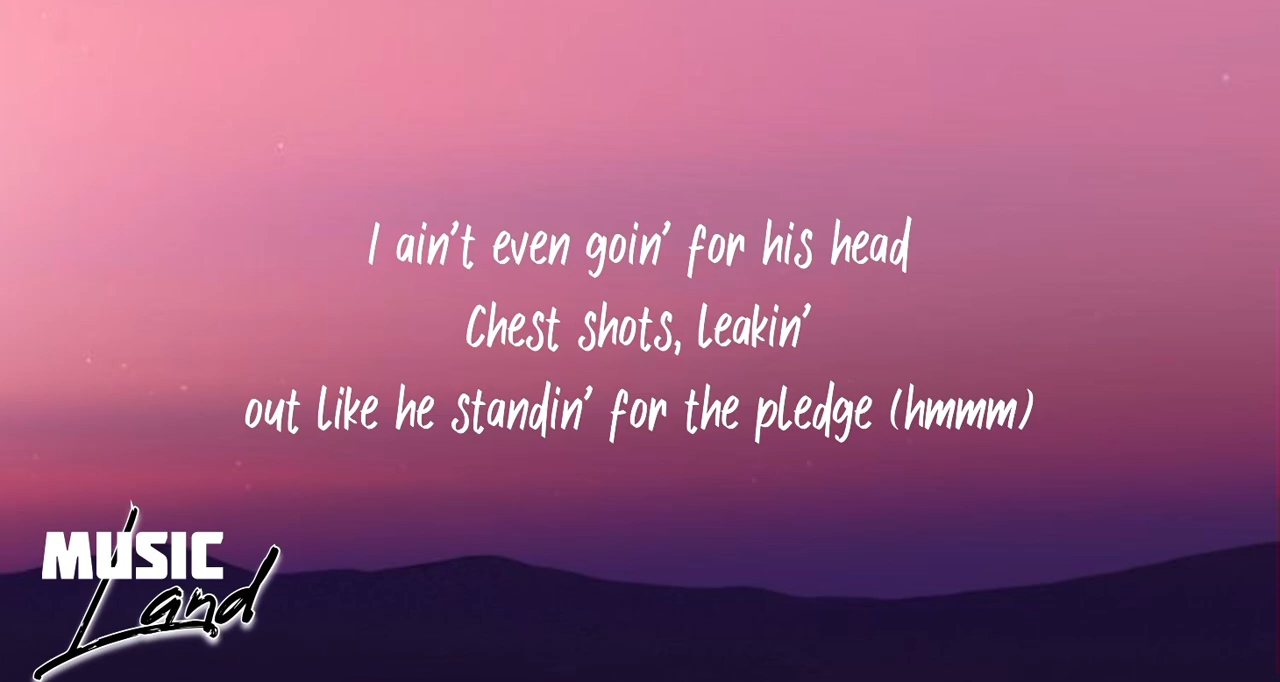 I ain't even goin' for his head
Chest shots, leakin'
out like he standin' for the pledge (hmmm)
MUSIC
Land